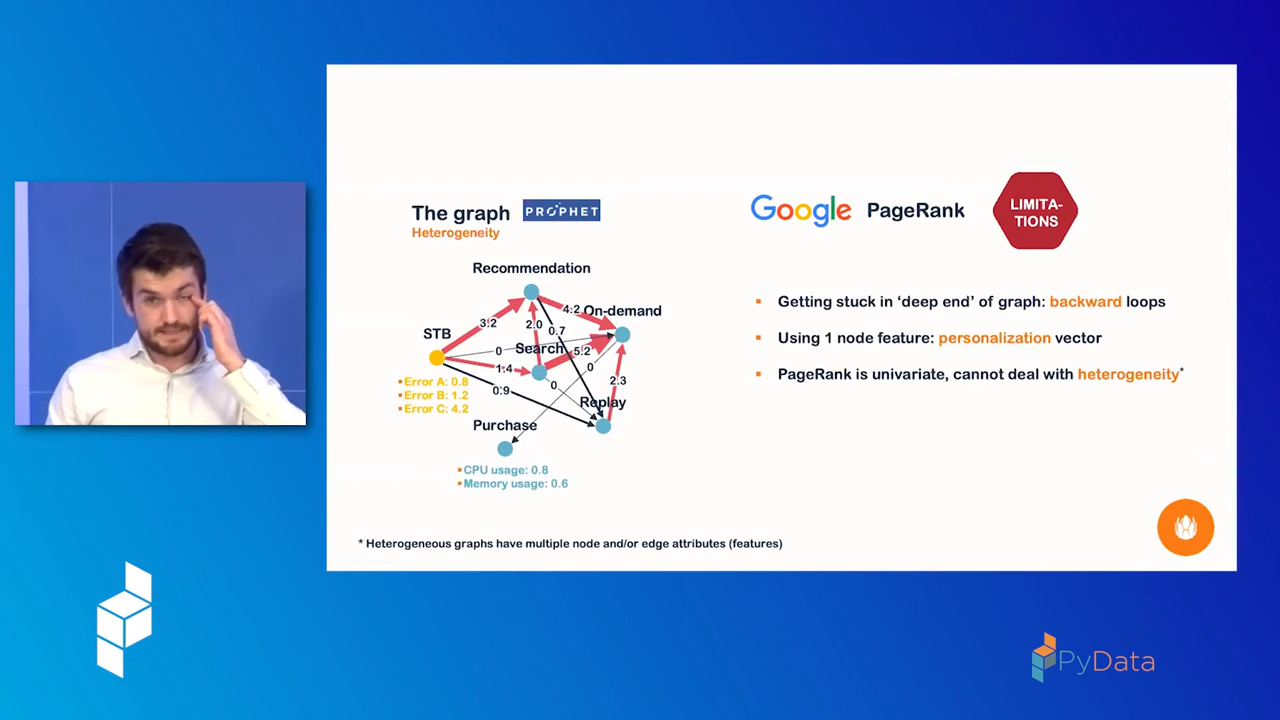 The graph
PROPHET
Heterogeneity
Recommendation
4.2
On-demand
3.2
2.0
0.7
STB
0
Search
5.2
1.4
0
Error A: 0.8
Error B: 1.2
Error C: 4.2
0.9
0
2.3
Replay
Purchase
CPU usage: 0.8
Memory usage: 0.6
* Heterogeneous graphs have multiple node and/or edge attributes (features)
Google PageRank
LIMITA-
TIONS
Getting stuck in ‘deep end’ of graph: backward loops
Using 1 node feature: personalization vector
PageRank is univariate, cannot deal with heterogeneity*
PyData